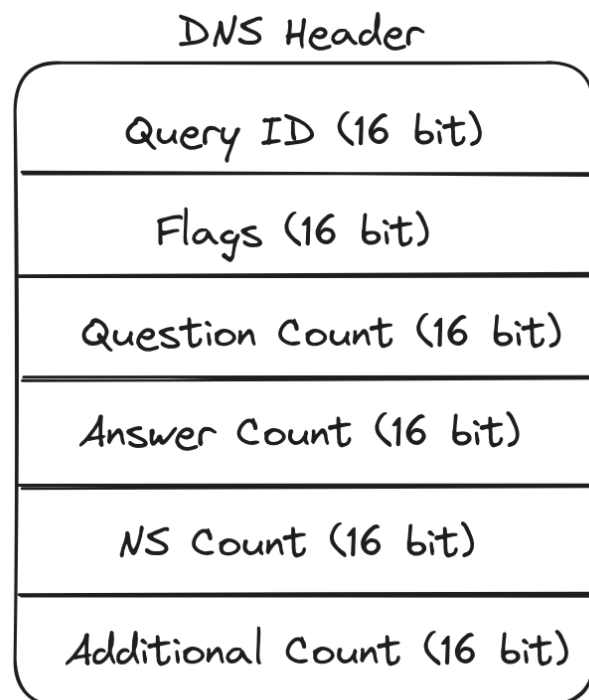 DNS Header
Query ID (16 bit)
Flags (16 bit)
Question Count (16 bit)
Answer Count (16 bit)
NS Count (16 bit)
Additional Count (16 bit)